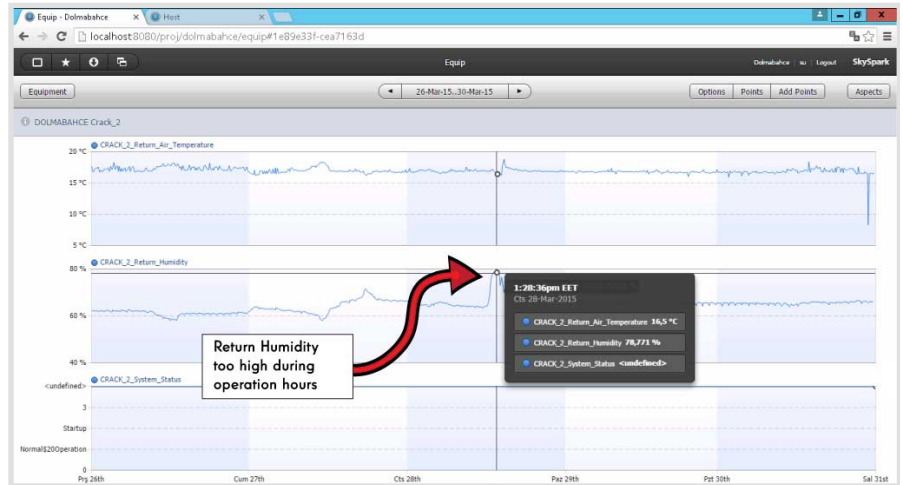 Equip - Dolmabahce
Host
localhost:8080/proj/dolmabahce/equip#1e89e33f-cea7163d
Equip
Dolmabahce
su
Logout
SkySpark
Equipment
26-Mar-15..30-Mar-15
Options
Points
Add Points
Aspects
DOLMABAHCE Crack_2
CRACK_2_Return_Air_Temperature
20 °C
15 °C
10 °C
5 °C
CRACK_2_Return_Humidity
80 %
60 %
40 %
1:28:36pm EET
Cts 28-Mar-2015
CRACK_2_Return_Air_Temperature 16,5 °C
CRACK_2_Return_Humidity 78,771 %
CRACK_2_System_Status <undefined>
Return Humidity
too high during
operation hours
CRACK_2_System_Status
<undefined>
3
Startup
Normal$20Operation
0
Prş 26th
Cum 27th
Cts 28th
Paz 29th
Pzt 30th
Sal 31st